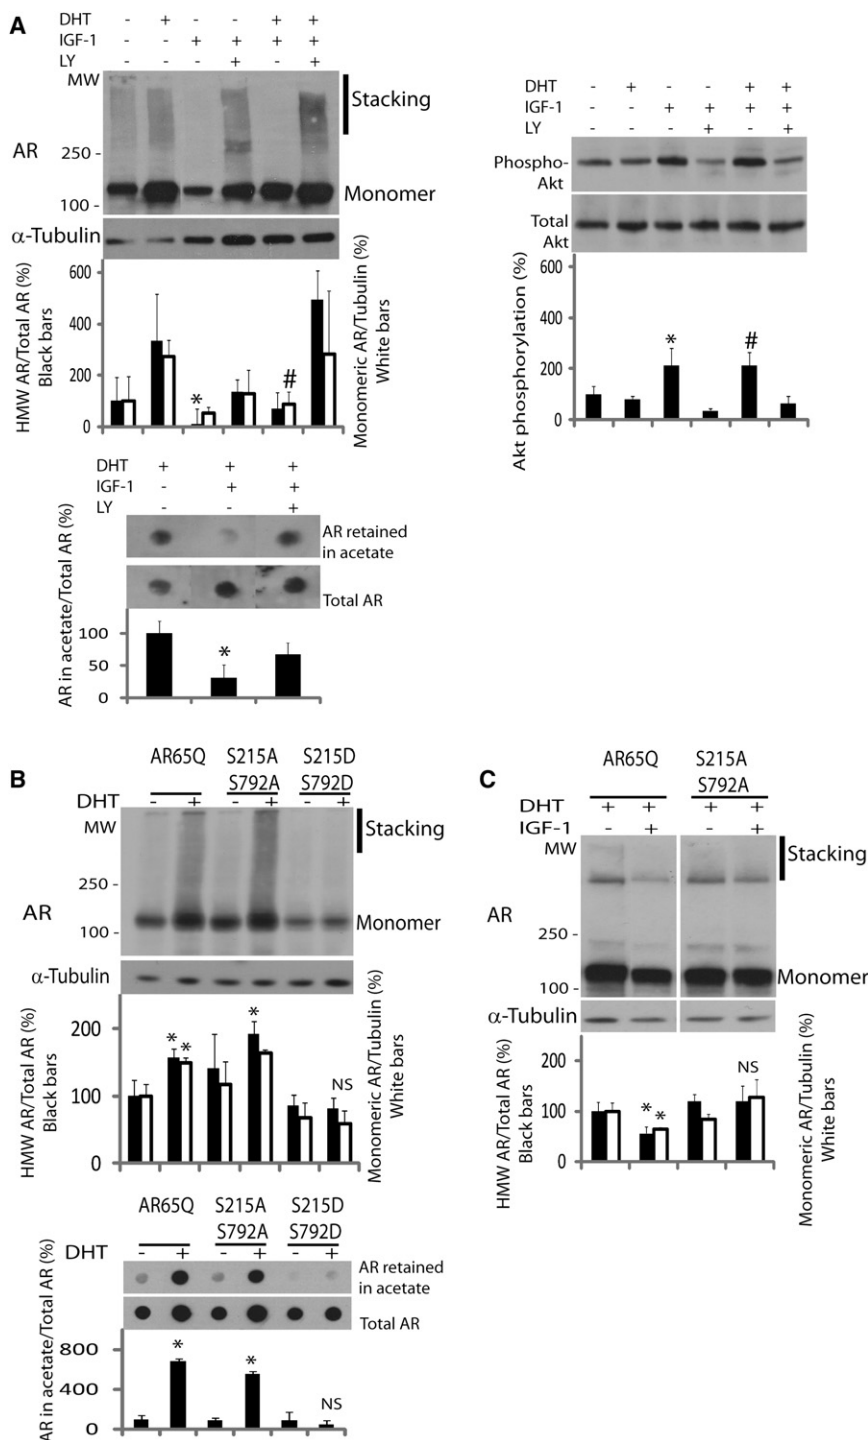 A
DHT - + - - + +
IGF-1 - - + + + +
LY - - - + - +
MW
Stacking
AR
250 -
Monomer
100 -
α-Tubulin
HMW AR/Total AR (%)
Black bars
600
400
200
0
*
#
Monomeric AR/Tubulin (%)
White bars
DHT - + - - + +
IGF-1 - - + + + +
LY - - - + - +
Phospho-
Akt
Total
Akt
Akt phosphorylation (%)
600
400
200
0
*
#
DHT + + +
IGF-1 - + +
LY - - +
AR retained
in acetate
Total AR
AR in acetate/Total AR (%)
100
50
0
*
B
AR65Q S215A S215D
S792A S792D
DHT - + - + - +
MW
Stacking
250 -
AR
Monomer
100 -
α-Tubulin
HMW AR/Total AR (%)
Black bars
200
100
0
* * * NS
Monomeric AR/Tubulin (%)
White bars
AR65Q S215A S215D
S792A S792D
DHT - + - + - +
AR retained
in acetate
Total AR
AR in acetate/Total AR (%)
800
400
0
* * NS
C
AR65Q S215A
S792A
DHT + + + +
IGF-1 - + - +
MW
Stacking
AR
250 -
Monomer
100 -
α-Tubulin
HMW AR/Total AR (%)
Black bars
200
100
0
* * NS
Monomeric AR/Tubulin (%)
White bars